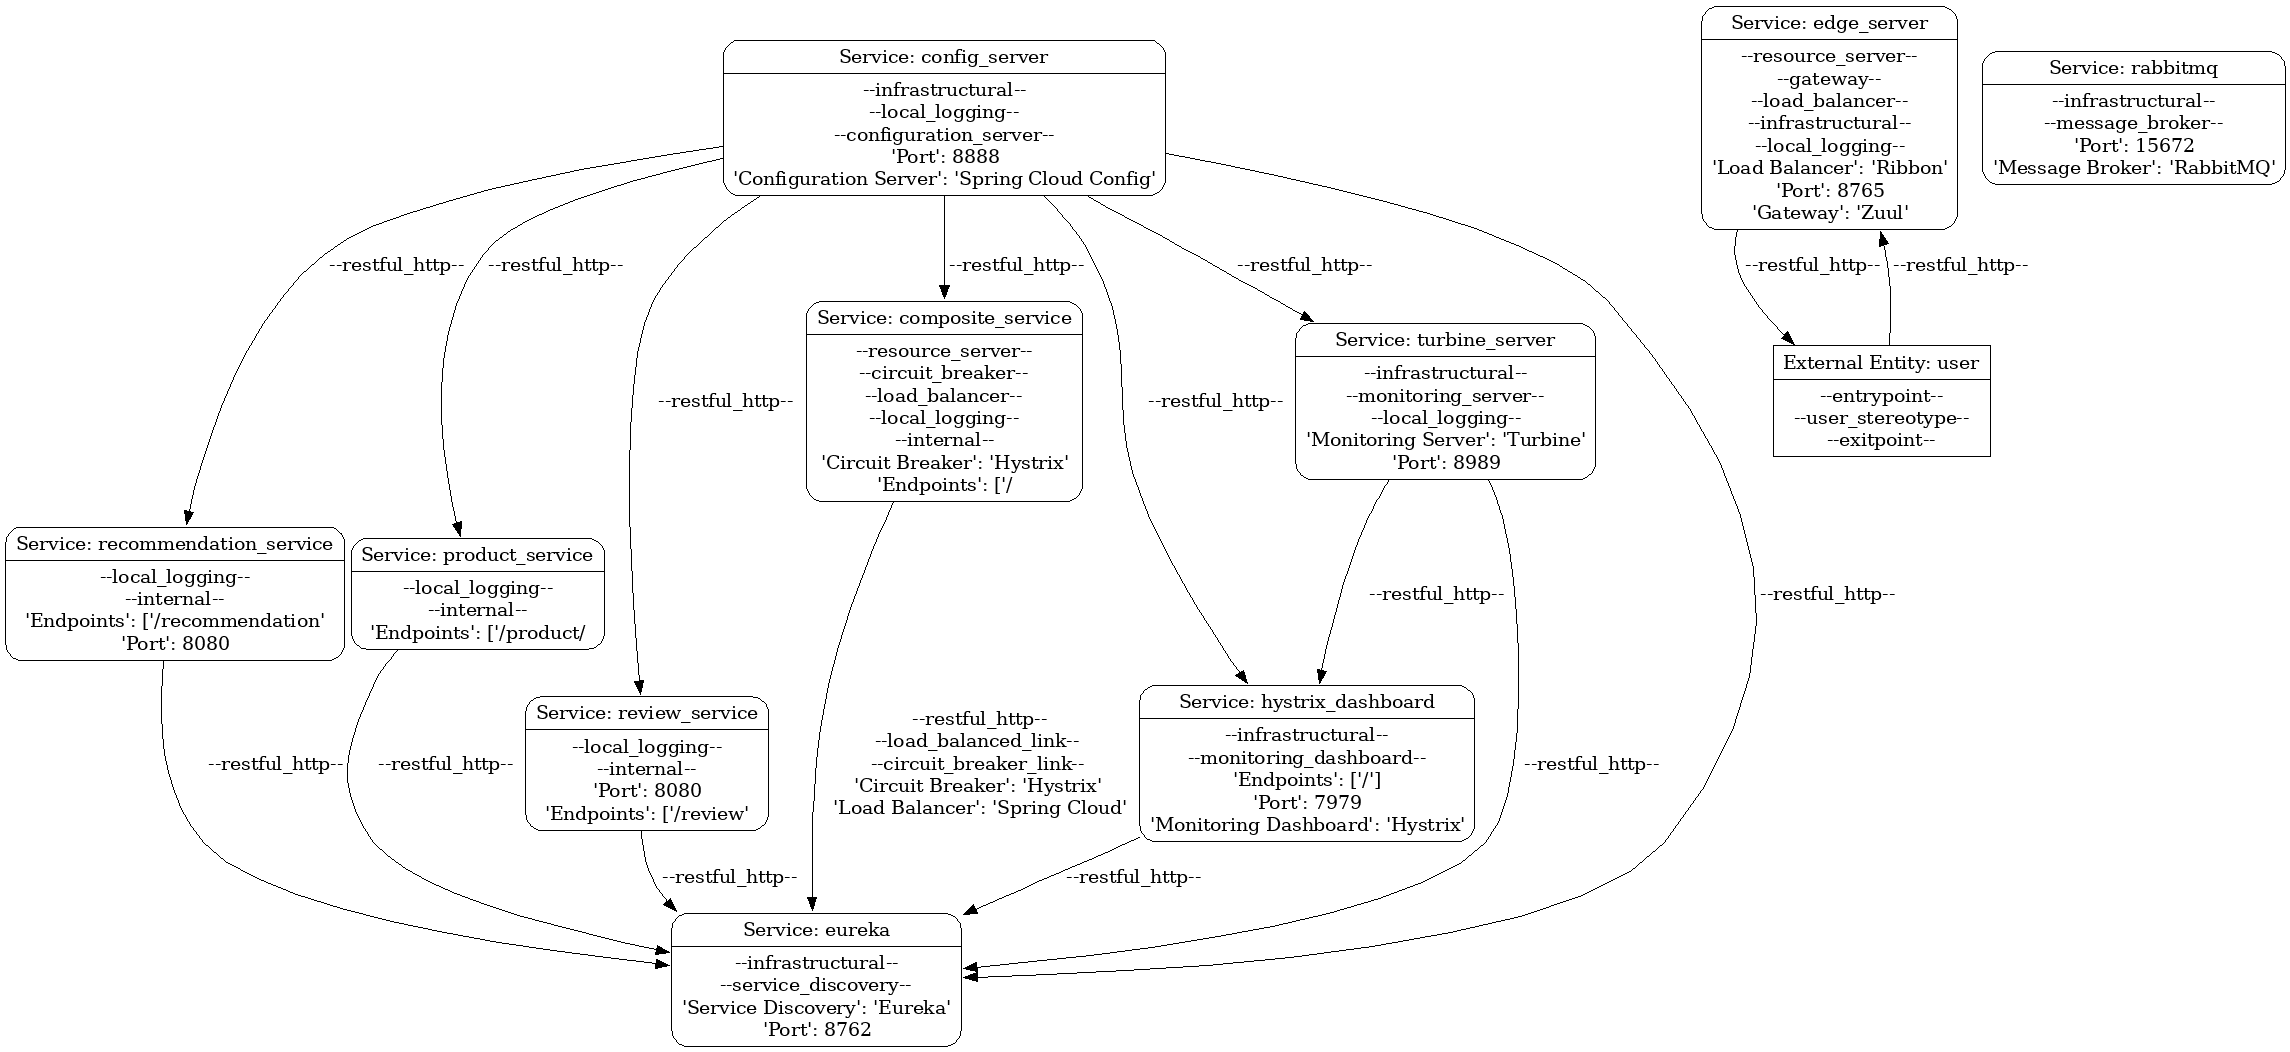 Service: config_server
--infrastructural--
--local_logging--
--configuration_server--
'Port': 8888
'Configuration Server': 'Spring Cloud Config'
Service: edge_server
--resource_server--
--gateway--
--load_balancer--
--infrastructural--
--local_logging--
'Load Balancer': 'Ribbon'
'Port': 8765
'Gateway': 'Zuul'
Service: rabbitmq
--infrastructural--
--message_broker--
'Port': 15672
'Message Broker': 'RabbitMQ'
--restful_http--
--restful_http--
--restful_http--
--restful_http--
--restful_http--
--restful_http--
Service: composite_service
--resource_server--
--circuit_breaker--
--load_balancer--
--local_logging--
--internal--
'Circuit Breaker': 'Hystrix'
'Endpoints': ['/
Service: turbine_server
--infrastructural--
--monitoring_server--
--local_logging--
'Monitoring Server': 'Turbine'
'Port': 8989
External Entity: user
--entrypoint--
--user_stereotype--
--exitpoint--
--restful_http--
--restful_http--
Service: recommendation_service
--local_logging--
--internal--
'Endpoints': ['/recommendation'
'Port': 8080
Service: product_service
--local_logging--
--internal--
'Endpoints': ['/product/
--restful_http--
--restful_http--
Service: review_service
--local_logging--
--internal--
'Port': 8080
'Endpoints': ['/review'
Service: hystrix_dashboard
--infrastructural--
--monitoring_dashboard--
'Endpoints': ['/']
'Port': 7979
'Monitoring Dashboard': 'Hystrix'
--restful_http--
--restful_http--
--restful_http--
--load_balanced_link--
--circuit_breaker_link--
'Circuit Breaker': 'Hystrix'
'Load Balancer': 'Spring Cloud'
--restful_http--
--restful_http--
--restful_http--
Service: eureka
--infrastructural--
--service_discovery--
'Service Discovery': 'Eureka'
'Port': 8762